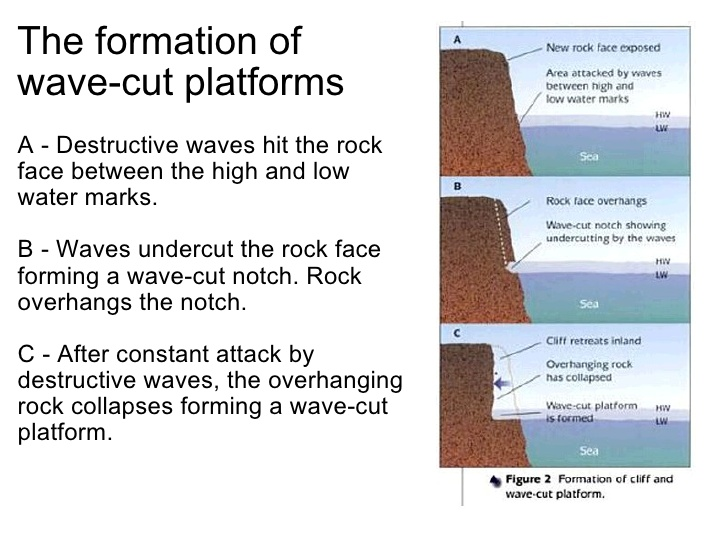 The formation of
wave-cut platforms
A - Destructive waves hit the rock
face between the high and low
water marks.
B - Waves undercut the rock face
forming a wave-cut notch. Rock
overhangs the notch.
C - After constant attack by
destructive waves, the overhanging
rock collapses forming a wave-cut
platform.
A
New rock face exposed
Area attacked by waves
between high and
low water marks
HW
LW
Sea
B
Rock face overhangs
Wave-cut notch showing
undercutting by the waves
HW
LW
Sea
C
Cliff retreats inland
Overhanging rock
has collapsed
Wave-cut platform
is formed
HW
LW
Sea
Figure 2 Formation of cliff and
wave-cut platform.